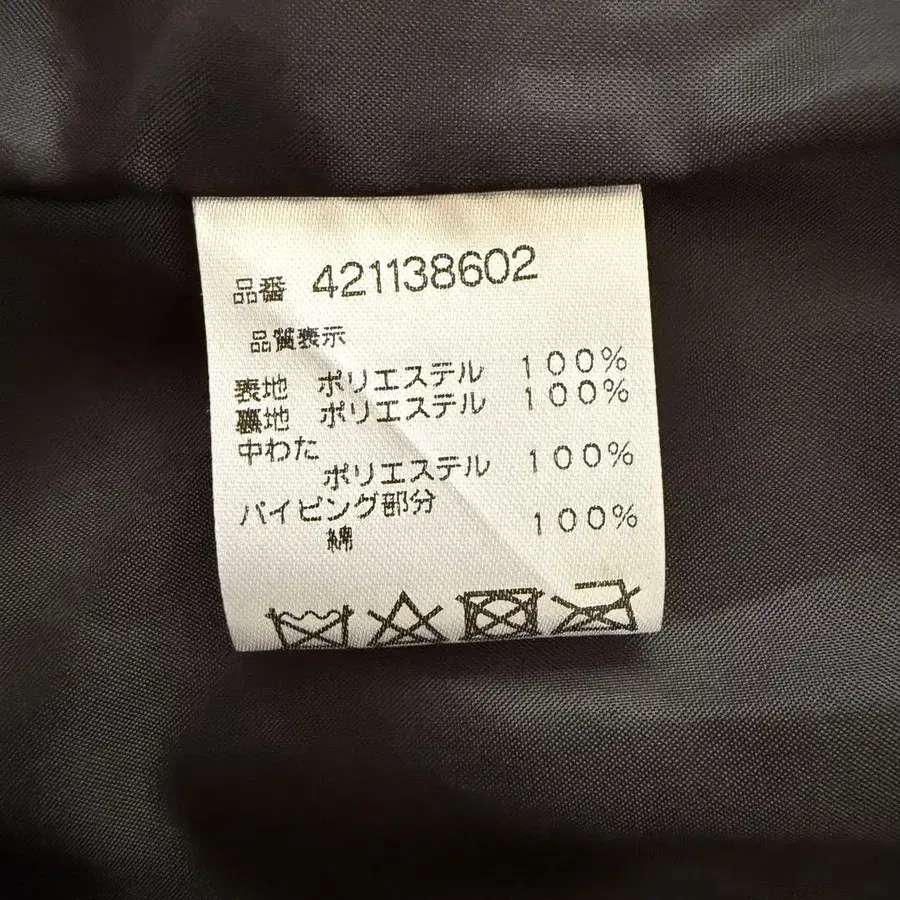 品番 421138602
品質表示
表地 ポリエステル 100%
裏地 ポリエステル 100%
中わた
ポリエステル 100%
パイピング部分
綿 100%